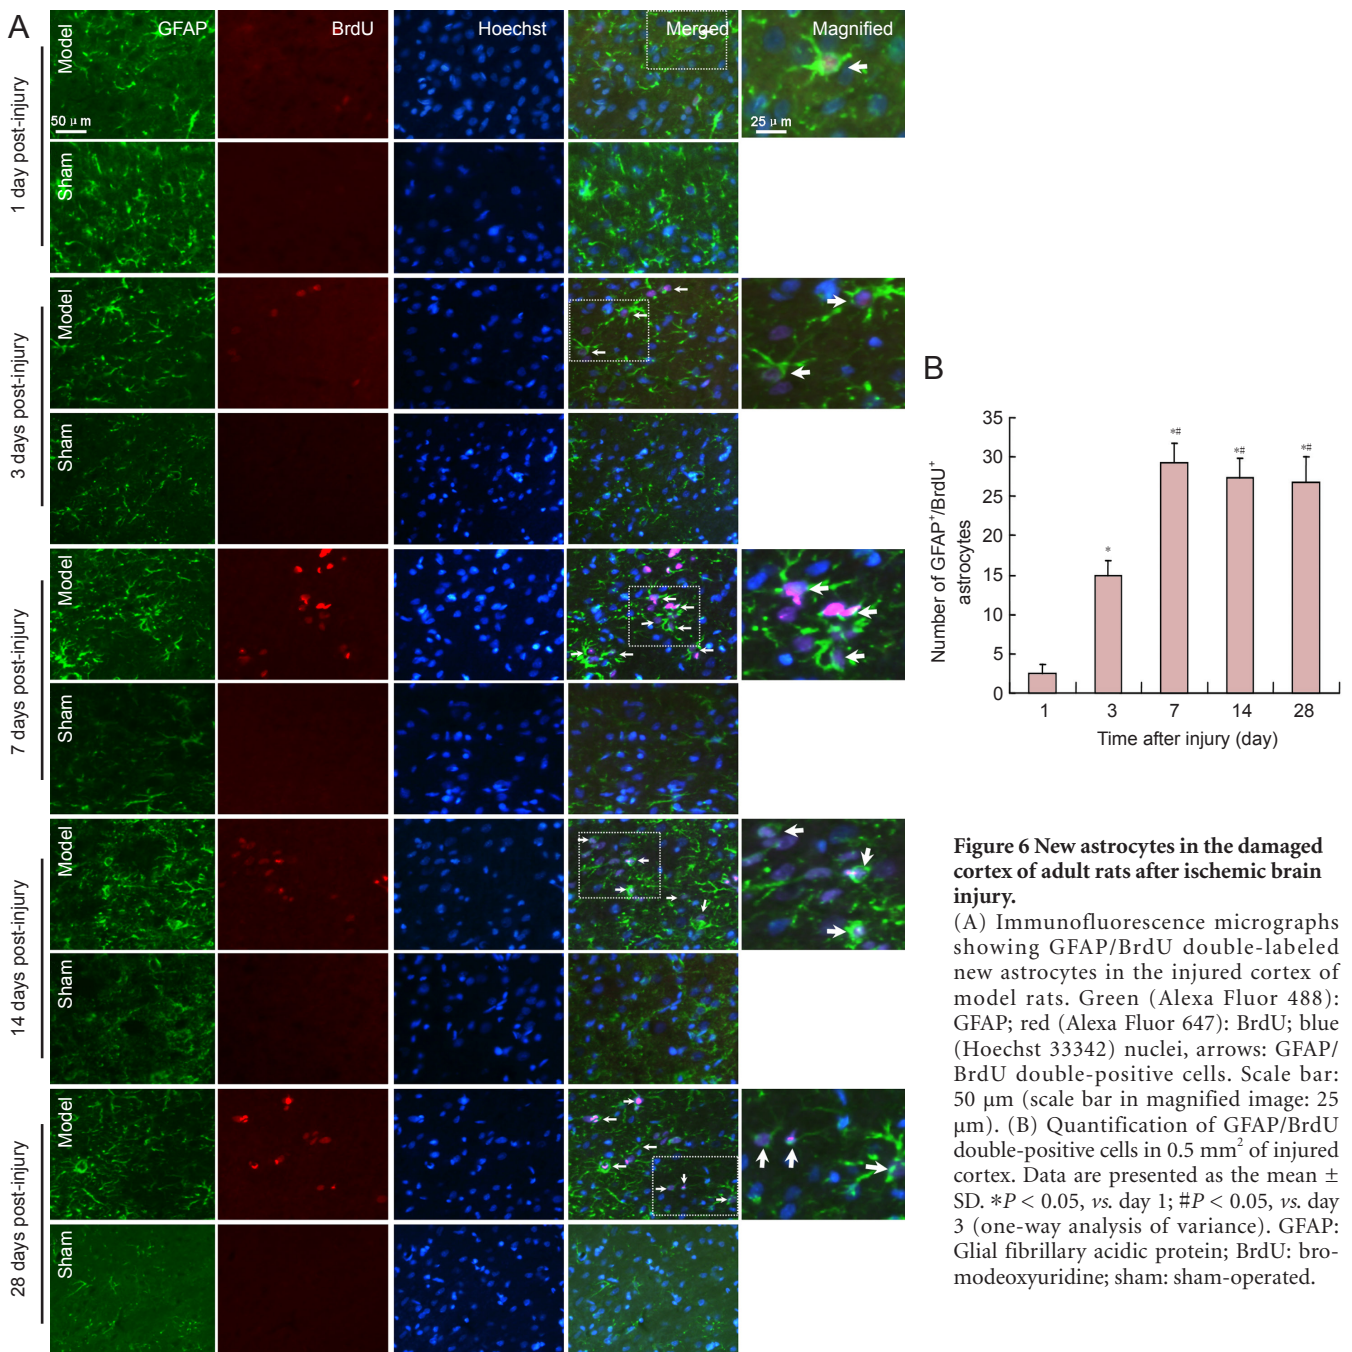 A
GFAP
BrdU
Hoechst
Merged
Magnified
1 day post-injury
Model
50 μm
25 μm
Sham
3 days post-injury
Model
Sham
7 days post-injury
Model
Sham
14 days post-injury
Model
Sham
28 days post-injury
Model
Sham
B
Number of GFAP⁺/BrdU⁺
astrocytes
35
30
25
20
15
10
5
0
*
*#
*#
*#
1
3
7
14
28
Time after injury (day)
Figure 6 New astrocytes in the damaged
cortex of adult rats after ischemic brain
injury.
(A) Immunofluorescence micrographs
showing GFAP/BrdU double-labeled
new astrocytes in the injured cortex of
model rats. Green (Alexa Fluor 488):
GFAP; red (Alexa Fluor 647): BrdU; blue
(Hoechst 33342) nuclei, arrows: GFAP/
BrdU double-positive cells. Scale bar:
50 μm (scale bar in magnified image: 25
μm). (B) Quantification of GFAP/BrdU
double-positive cells in 0.5 mm² of injured
cortex. Data are presented as the mean ±
SD. *P < 0.05, vs. day 1; #P < 0.05, vs. day
3 (one-way analysis of variance). GFAP:
Glial fibrillary acidic protein; BrdU: bro-
modeoxyuridine; sham: sham-operated.